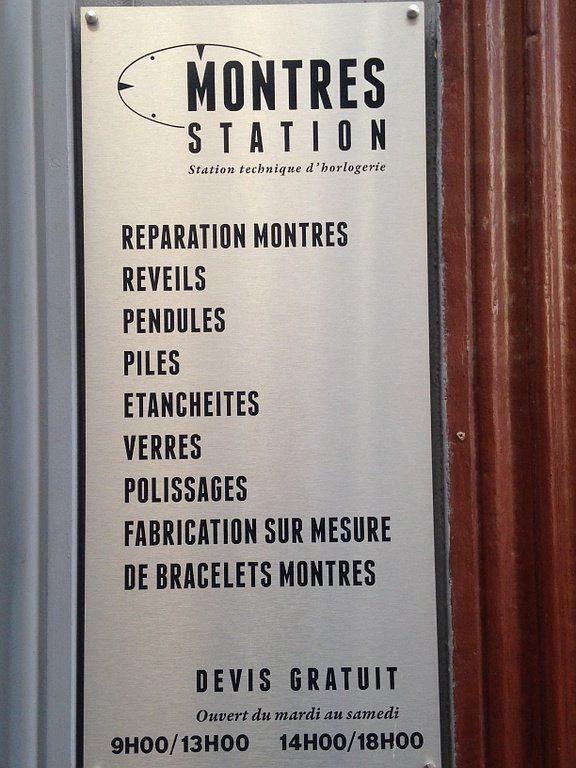 MONTRES
STATION
Station technique d'horlogerie
REPARATION MONTRES
REVEILS
PENDULES
PILES
ETANCHEITES
VERRES
POLISSAGES
FABRICATION SUR MESURE
DE BRACELETS MONTRES
DEVIS GRATUIT
Ouvert du mardi au samedi
9H00/13H00 14H00/18H00